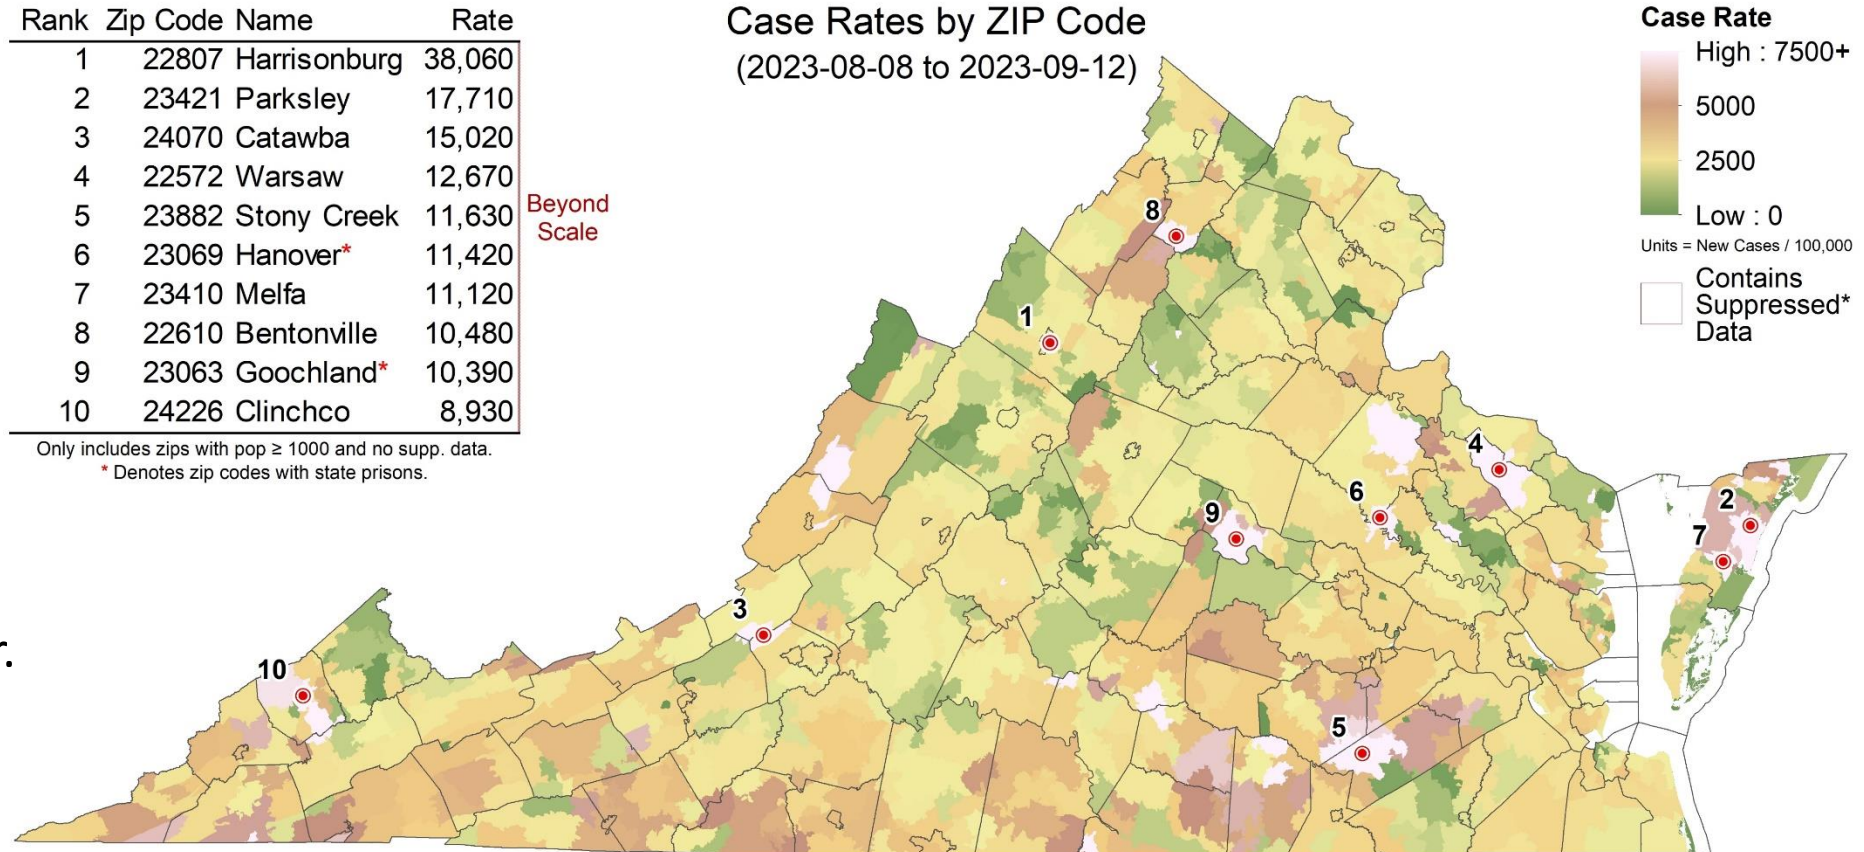 Rank Zip Code Name Rate
1 22807 Harrisonburg 38,060
2 23421 Parksley 17,710
3 24070 Catawba 15,020
4 22572 Warsaw 12,670
5 23882 Stony Creek 11,630
6 23069 Hanover* 11,420
7 23410 Melfa 11,120
8 22610 Bentonville 10,480
9 23063 Goochland* 10,390
10 24226 Clinchco 8,930
Beyond
Scale
Only includes zips with pop ≥ 1000 and no supp. data.
* Denotes zip codes with state prisons.
Case Rates by ZIP Code
(2023-08-08 to 2023-09-12)
Case Rate
High : 7500+
5000
2500
Low : 0
Units = New Cases / 100,000
Contains
Suppressed*
Data
8
1
4
6
2
9
7
3
r.
10
5